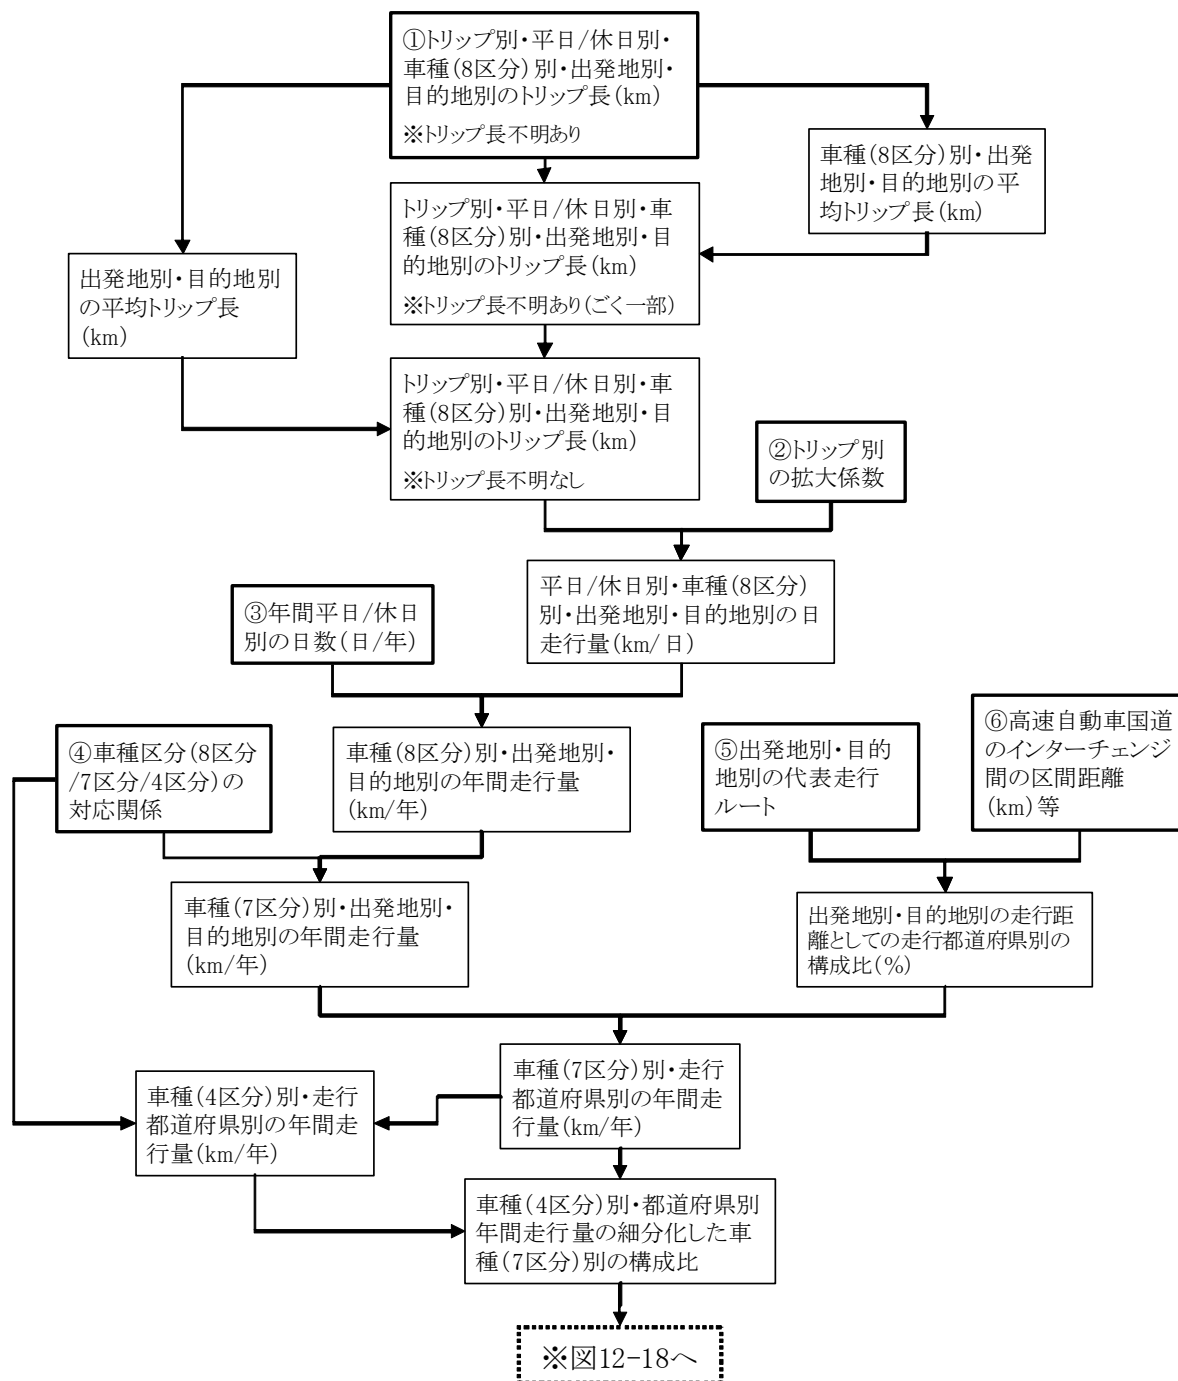 ①トリップ別・平日/休日別・
車種(8区分)別・出発地別・
目的地別のトリップ長(km)
※トリップ長不明あり
車種(8区分)別・出発
地別・目的地別の平
均トリップ長(km)
トリップ別・平日/休日別・車
種(8区分)別・出発地別・目
的地別のトリップ長(km)
※トリップ長不明あり(ごく一部)
出発地別・目的地別
の平均トリップ長
(km)
トリップ別・平日/休日別・車
種(8区分)別・出発地別・目
的地別のトリップ長(km)
※トリップ長不明なし
②トリップ別
の拡大係数
平日/休日別・車種(8区分)
別・出発地別・目的地別の日
走行量(km/日)
③年間平日/休日
別の日数(日/年)
④車種区分(8区分
/7区分/4区分)の
対応関係
車種(8区分)別・出発地別・
目的地別の年間走行量
(km/年)
⑤出発地別・目的
地別の代表走行
ルート
⑥高速自動車国道
のインターチェンジ
間の区間距離
(km)等
車種(7区分)別・出発地別・
目的地別の年間走行量
(km/年)
出発地別・目的地別の走行距
離としての走行都道府県別の
構成比(%)
車種(7区分)別・走行
都道府県別の年間走
行量(km/年)
車種(4区分)別・走行
都道府県別の年間走
行量(km/年)
車種(4区分)別・都道府県別
年間走行量の細分化した車
種(7区分)別の構成比
※図12-18へ